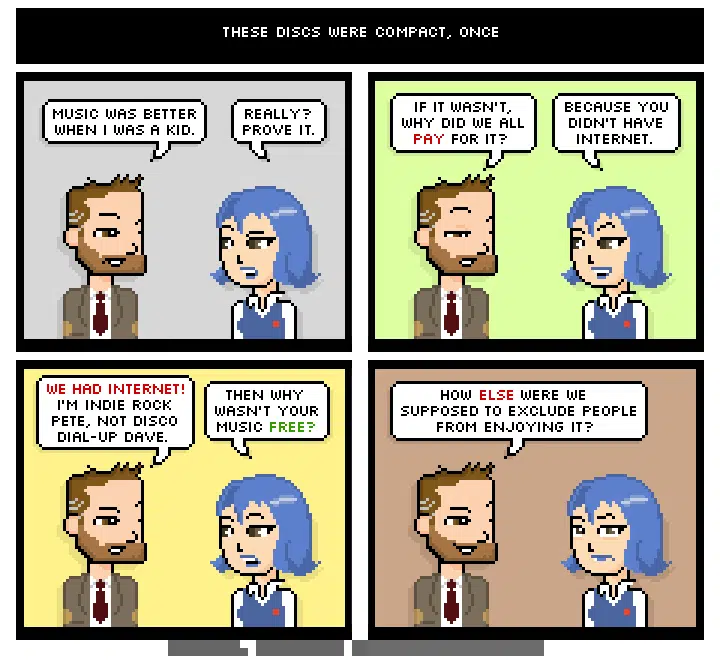 THESE DISCS WERE COMPACT, ONCE
MUSIC WAS BETTER
WHEN I WAS A KID.
REALLY?
PROVE IT.
IF IT WASN'T,
WHY DID WE ALL
PAY FOR IT?
BECAUSE YOU
DIDN'T HAVE
INTERNET.
WE HAD INTERNET!
I'M INDIE ROCK
PETE, NOT DISCO
DIAL-UP DAVE.
THEN WHY
WASN'T YOUR
MUSIC FREE?
HOW ELSE WERE WE
SUPPOSED TO EXCLUDE PEOPLE
FROM ENJOYING IT?